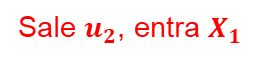 Sale u₂, entra X₁